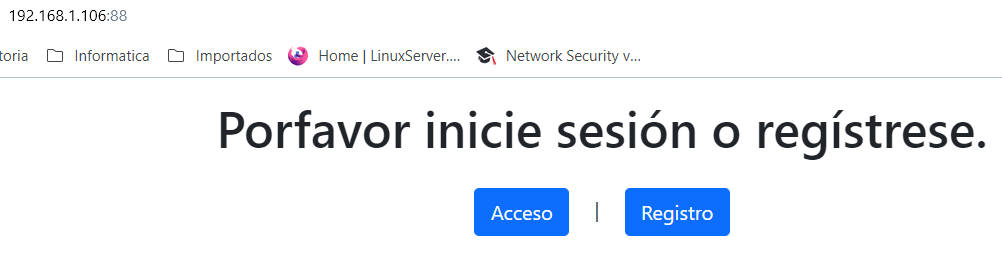 192.168.1.106:88
toria Informatica Importados Home | LinuxServer.... Network Security v...
Porfavor inicie sesión o regístrese.
Acceso | Registro